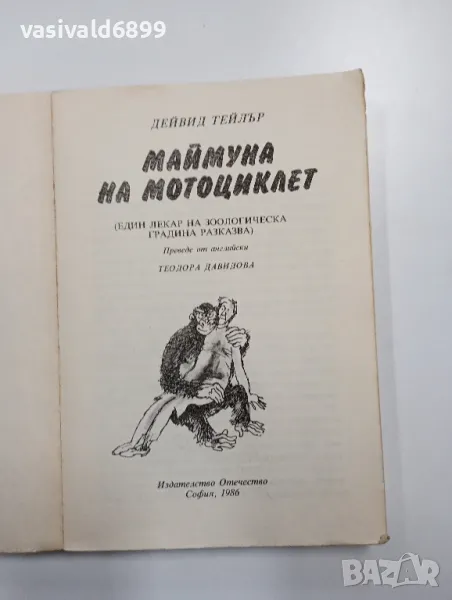 vasivald6899
ДЕЙВИД ТЕЙЛЪР
МАЙМУНА
НА МОТОЦИКЛЕТ
(ЕДИН ЛЕКАР НА ЗООЛОГИЧЕСКА
ГРАДИНА РАЗКАЗВА)
Преведе от английски
ТЕОДОРА ДАВИДОВА
Издателство Отечество
София, 1986
BAZAR